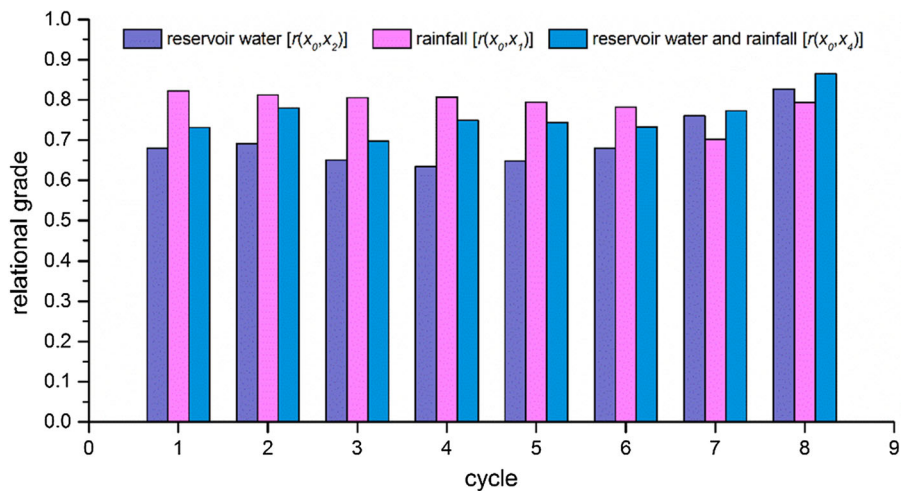 1.0
0.9
0.8
0.7
0.6
0.5
0.4
0.3
0.2
0.1
0.0
relational grade
reservoir water [r(x₀,x₂)] rainfall [r(x₀,x₁)] reservoir water and rainfall [r(x₀,x₄)]
0 1 2 3 4 5 6 7 8 9
cycle